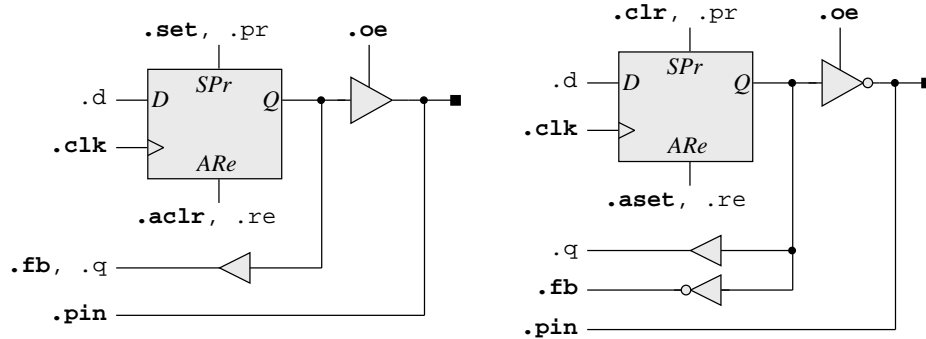 .set, .pr
.oe
SPr
.d
D
Q
.clk
ARe
.aclr, .re
.fb, .q
.pin
.clr, .pr
.oe
SPr
.d
D
Q
.clk
ARe
.aset, .re
.q
.fb
.pin